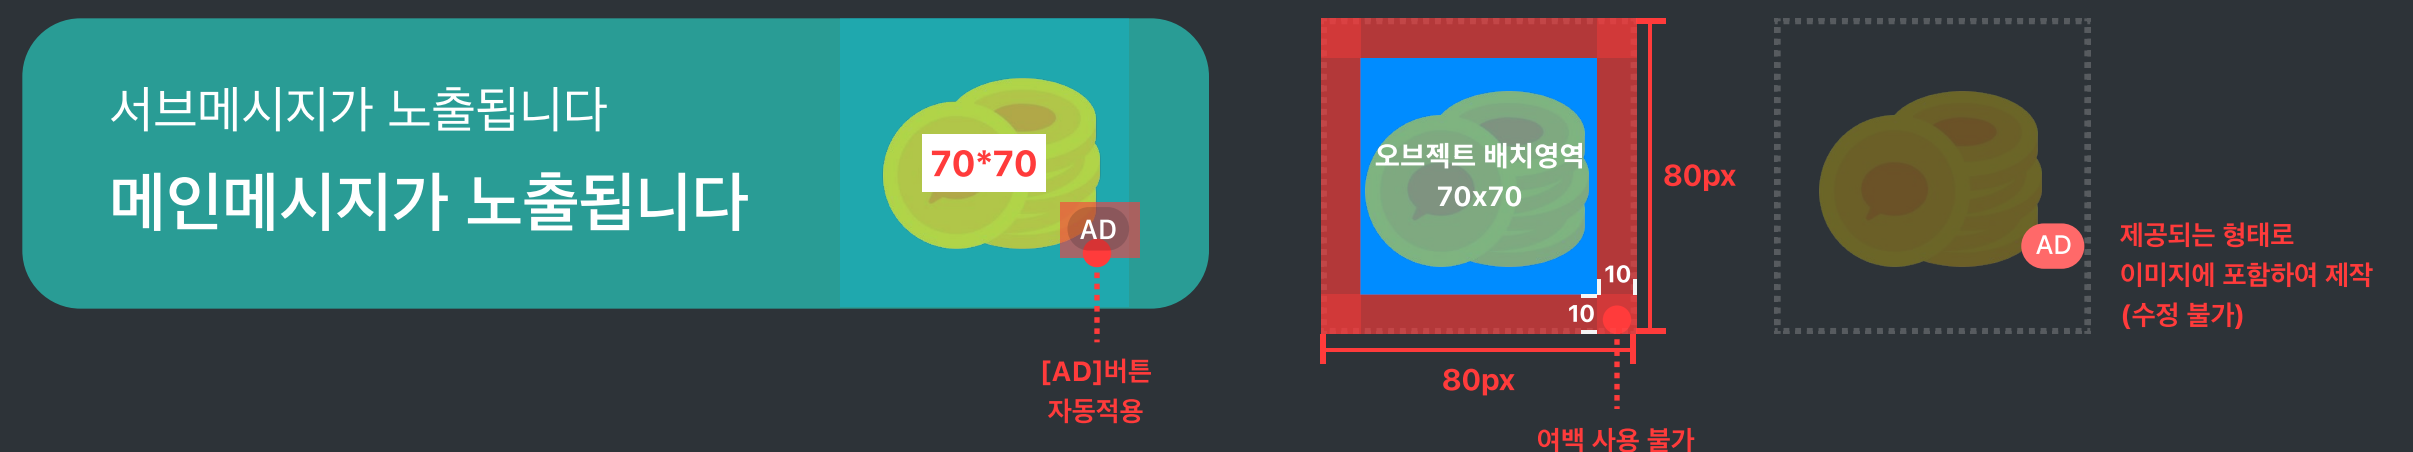 서브메시지가 노출됩니다
메인메시지가 노출됩니다
70*70
AD
[AD]버튼
자동적용
오브젝트 배치영역
70x70
10
10
80px
80px
여백 사용 불가
AD
제공되는 형태로
이미지에 포함하여 제작
(수정 불가)